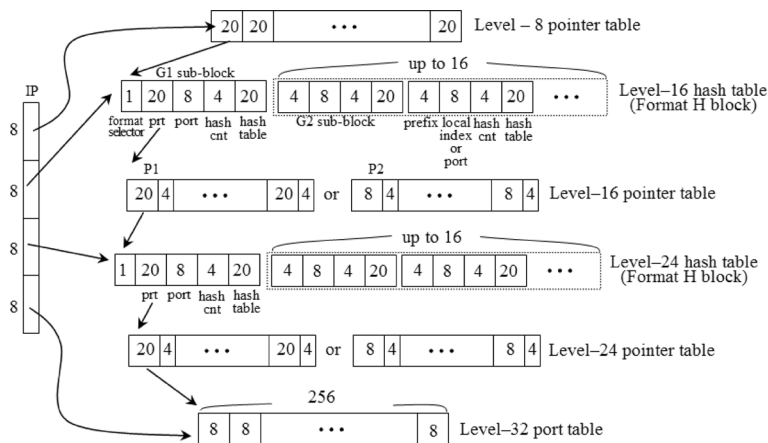 20 20 ••• 20 Level – 8 pointer table
G1 sub-block
up to 16
IP
1 20 8 4 20 4 8 4 20 4 8 4 20 •••
Level–16 hash table
(Format H block)
format selector prt port hash cnt hash table
G2 sub-block
prefix local index or port hash cnt hash table
8
8
8
8
P1 P2
20 4 ••• 20 4 or 8 4 ••• 8 4 Level–16 pointer table
up to 16
1 20 8 4 20 4 8 4 20 4 8 4 20 •••
Level–24 hash table
(Format H block)
prt port hash cnt hash table
20 4 ••• 20 4 or 8 4 ••• 8 4 Level–24 pointer table
256
8 8 ••• 8 Level–32 port table